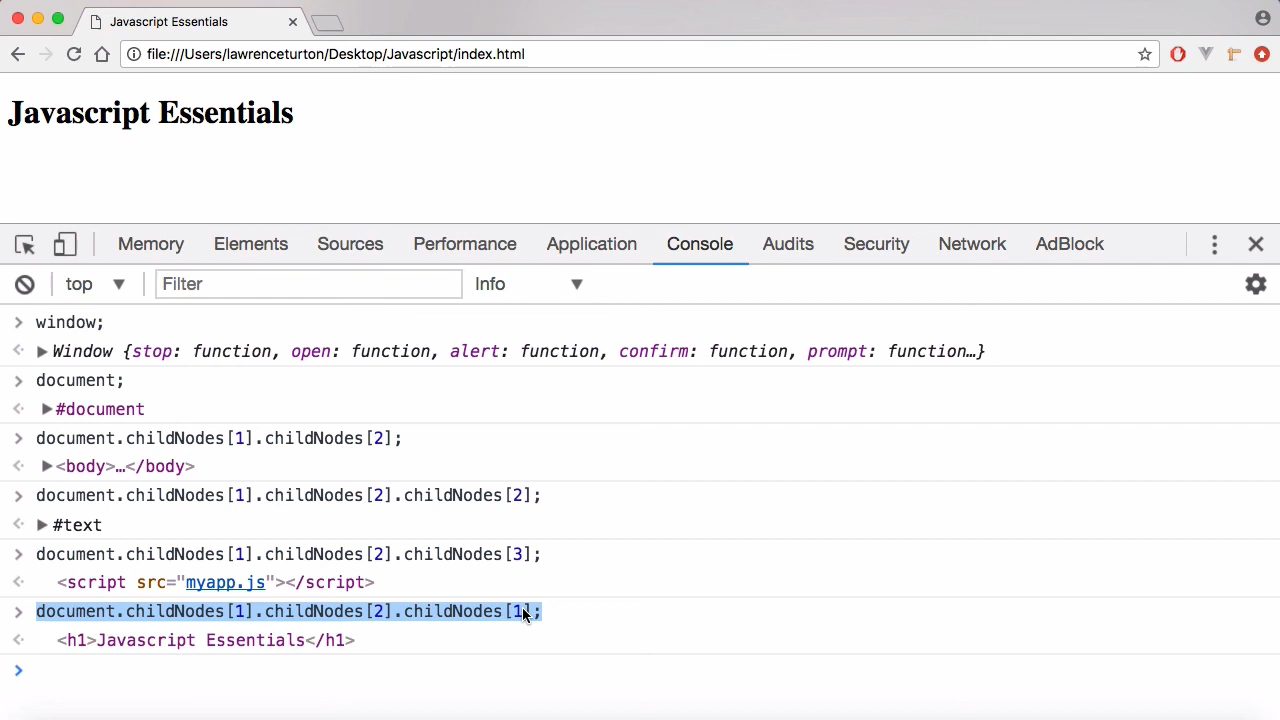 Javascript Essentials
file:///Users/lawrenceturton/Desktop/Javascript/index.html
Javascript Essentials
Memory Elements Sources Performance Application Console Audits Security Network AdBlock
top Filter Info
window;
Window {stop: function, open: function, alert: function, confirm: function, prompt: function…}
document;
#document
document.childNodes[1].childNodes[2];
<body>…</body>
document.childNodes[1].childNodes[2].childNodes[2];
#text
document.childNodes[1].childNodes[2].childNodes[3];
<script src="myapp.js"></script>
document.childNodes[1].childNodes[2].childNodes[1];
<h1>Javascript Essentials</h1>